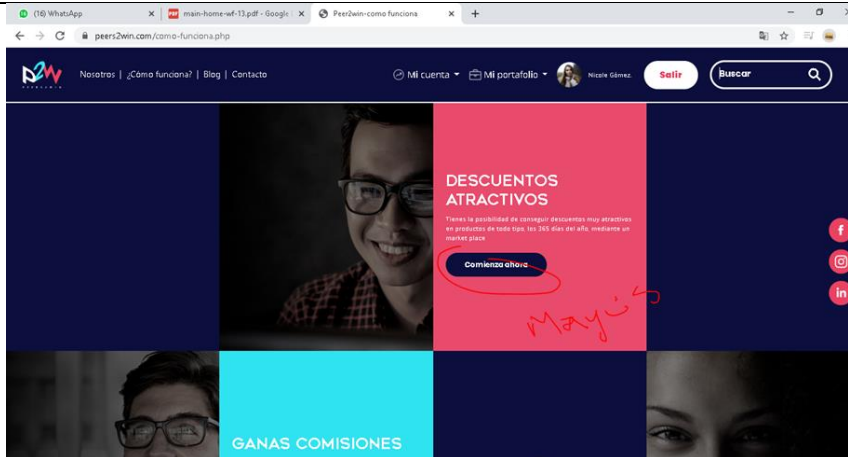 (16) WhatsApp
main-home-wf-13.pdf - Google
Peer2win-como funciona
peers2win.com/como-funciona.php
P2W
Nosotros | ¿Cómo funciona? | Blog | Contacto
Mi cuenta
Mi portafolio
Nicole Gómez
Salir
Buscar
DESCUENTOS
ATRACTIVOS
Tienes la posibilidad de conseguir descuentos muy atractivos
en productos de todo tipo, los 365 días del año, mediante un
market place
Comienza ahora
Mayús
f
in
GANAS COMISIONES